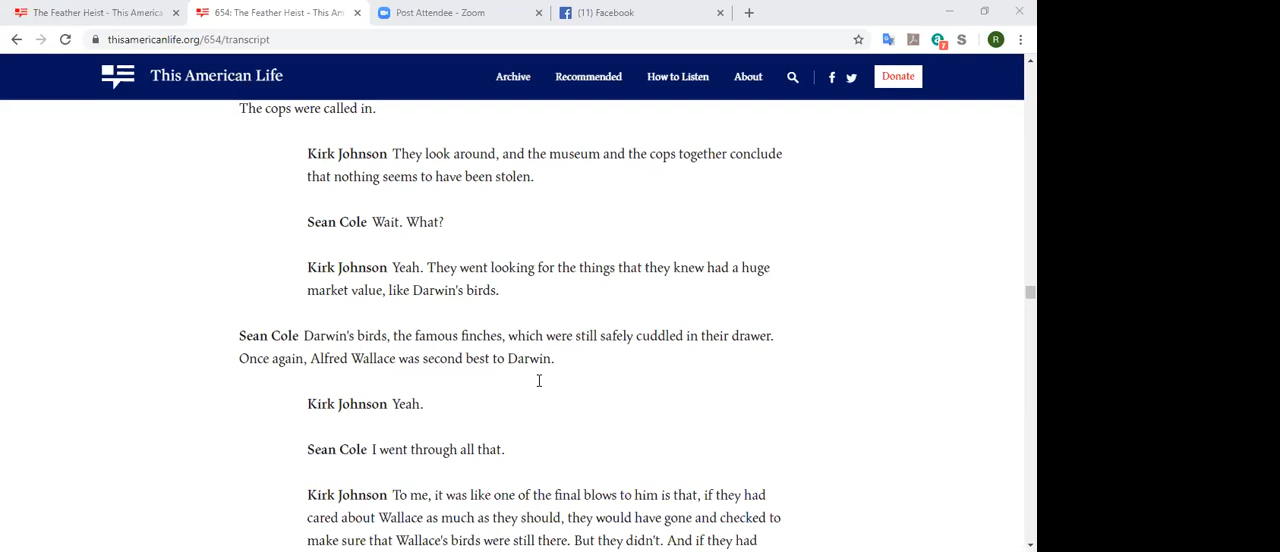 The Feather Heist - This America
654: The Feather Heist - This Am
Post Attendee - Zoom
(11) Facebook
thisamericanlife.org/654/transcript
7
S
R
This American Life
Archive
Recommended
How to Listen
About
Donate
The cops were called in.
Kirk Johnson They look around, and the museum and the cops together conclude
that nothing seems to have been stolen.
Sean Cole Wait. What?
Kirk Johnson Yeah. They went looking for the things that they knew had a huge
market value, like Darwin's birds.
Sean Cole Darwin's birds, the famous finches, which were still safely cuddled in their drawer.
Once again, Alfred Wallace was second best to Darwin.
Kirk Johnson Yeah.
Sean Cole I went through all that.
Kirk Johnson To me, it was like one of the final blows to him is that, if they had
cared about Wallace as much as they should, they would have gone and checked to
make sure that Wallace's birds were still there. But they didn't. And if they had